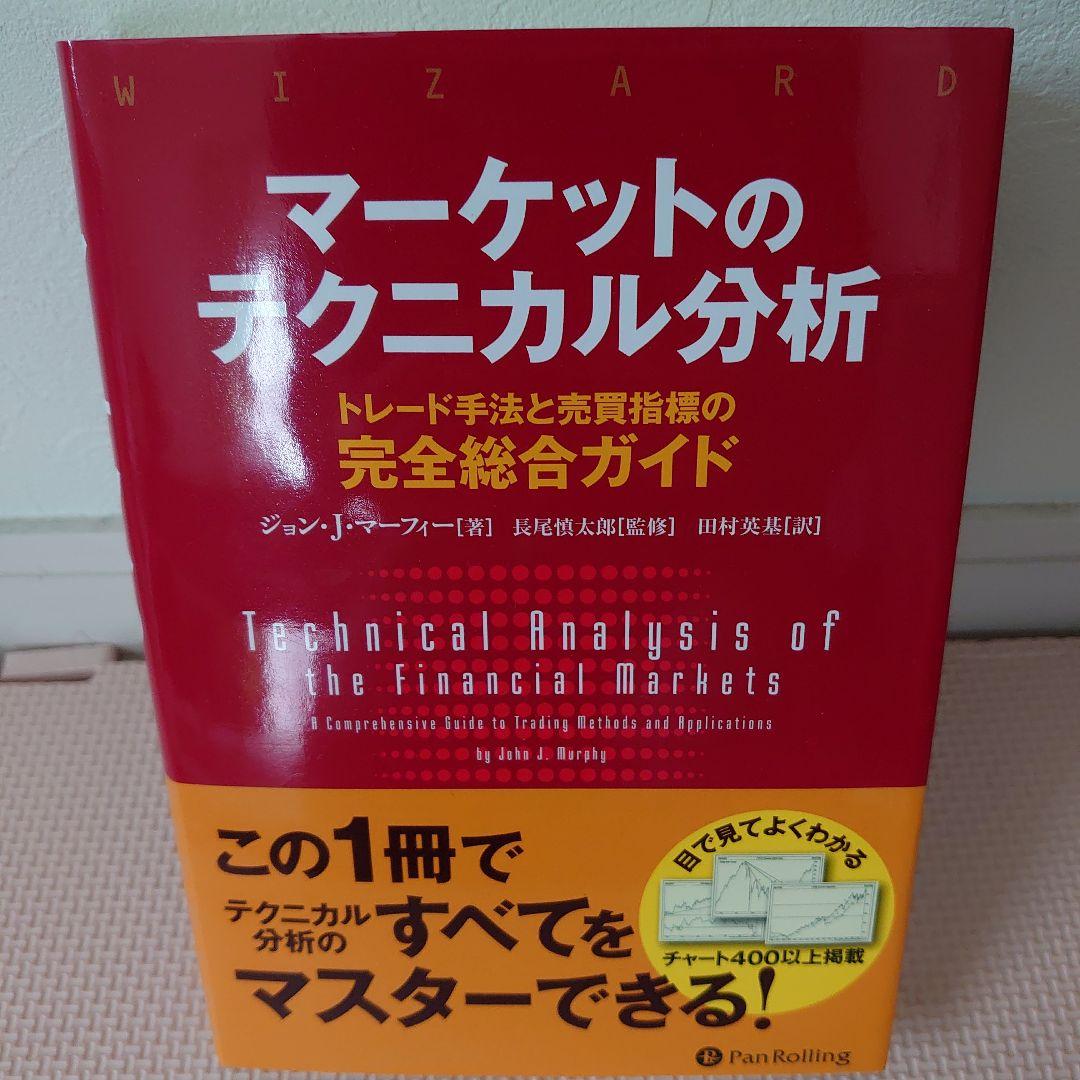 WIZARD
マーケットの
テクニカル分析
トレード手法と売買指標の
完全総合ガイド
ジョン・J・マーフィー[著] 長尾慎太郎[監修] 田村英基[訳]
Technical Analysis of
the Financial Markets
A Comprehensive Guide to Trading Methods and Applications
by John J. Murphy
この1冊で
テクニカル
分析の
すべてを
マスターできる!
目で見てよくわかる
チャート400以上掲載
PanRolling